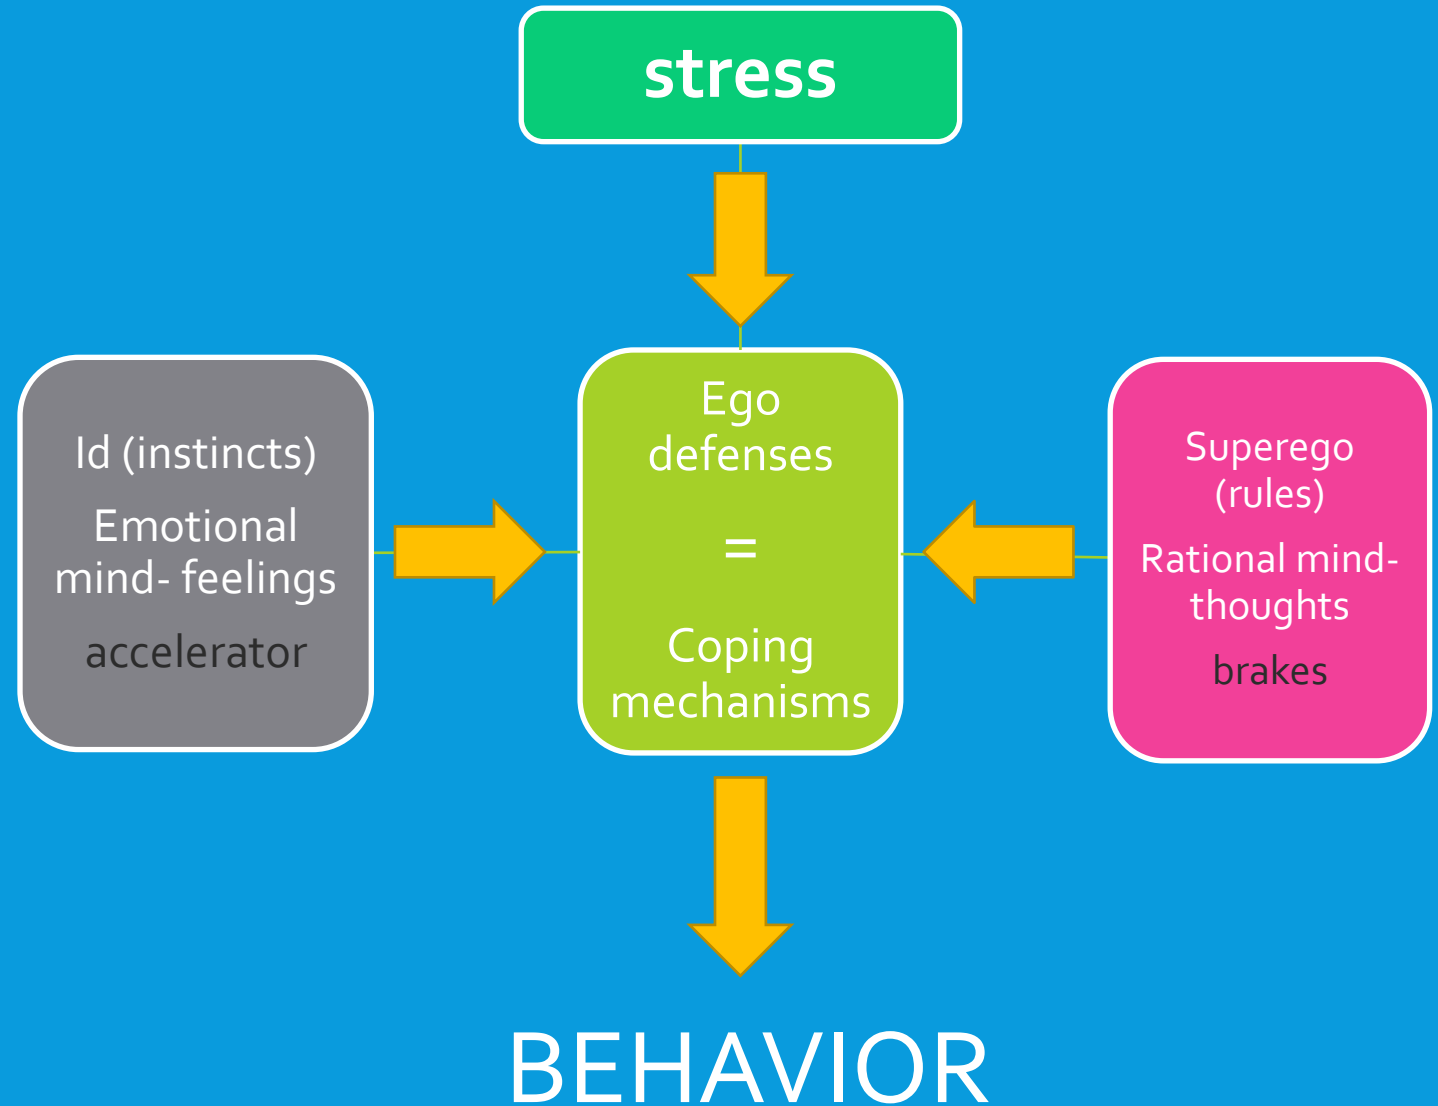 stress
Id (instincts)
Emotional
mind- feelings
accelerator
Ego
defenses
=
Coping
mechanisms
Superego
(rules)
Rational mind-
thoughts
brakes
BEHAVIOR